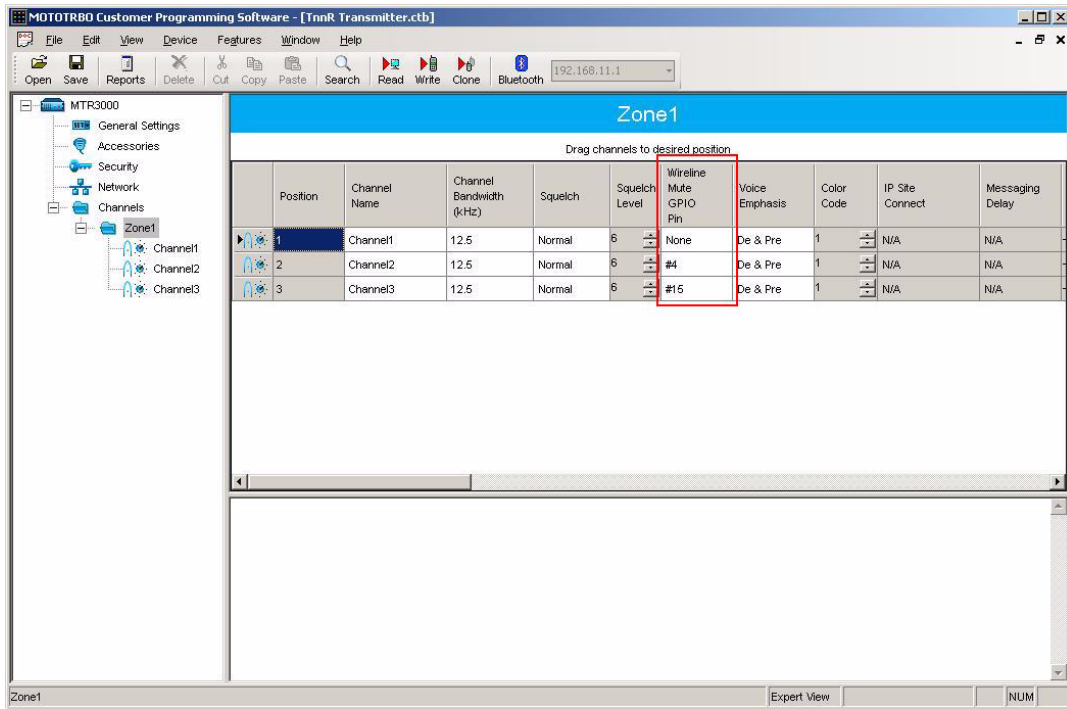 MOTOTRBO Customer Programming Software - [TnnR Transmitter.ctb]
File Edit View Device Features Window Help
Open Save Reports Delete Cut Copy Paste Search Read Write Clone Bluetooth 192.168.11.1
MTR3000
General Settings
Accessories
Security
Network
Channels
Zone1
Channel1
Channel2
Channel3
Zone1
Drag channels to desired position
Position Channel Name Channel Bandwidth (kHz) Squelch Squelch Level Wireline Mute GPIO Pin Voice Emphasis Color Code IP Site Connect Messaging Delay
1 Channel1 12.5 Normal 6 None De & Pre 1 N/A N/A
2 Channel2 12.5 Normal 6 #4 De & Pre 1 N/A N/A
3 Channel3 12.5 Normal 6 #15 De & Pre 1 N/A N/A
Zone1 Expert View NUM